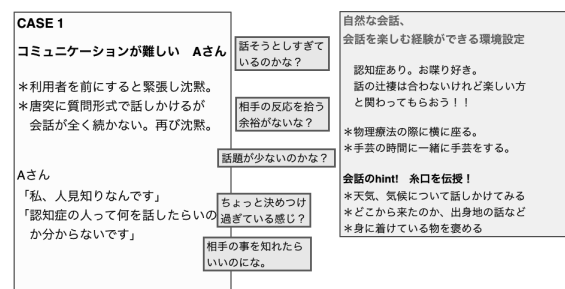 CASE 1
コミュニケーションが難しい　Aさん
＊利用者を前にすると緊張し沈黙。
＊唐突に質問形式で話しかけるが
会話が全く続かない。再び沈黙。
Aさん
「私、人見知りなんです」
「認知症の人って何を話したらいいの
か分からないです」
話そうとしすぎて
いるのかな？
相手の反応を拾う
余裕がないな？
話題が少ないのかな？
ちょっと決めつけ
過ぎている感じ？
相手の事を知れたら
いいのにな。
自然な会話、
会話を楽しむ経験ができる環境設定
認知症あり。お喋り好き。
話の辻褄は合わないけれど楽しい方
と関わってもらおう！！
＊物理療法の際に横に座る。
＊手芸の時間に一緒に手芸をする。
会話のhint!　糸口を伝授！
＊天気、気候について話しかけてみる
＊どこから来たのか、出身地の話など
＊身に着けている物を褒める